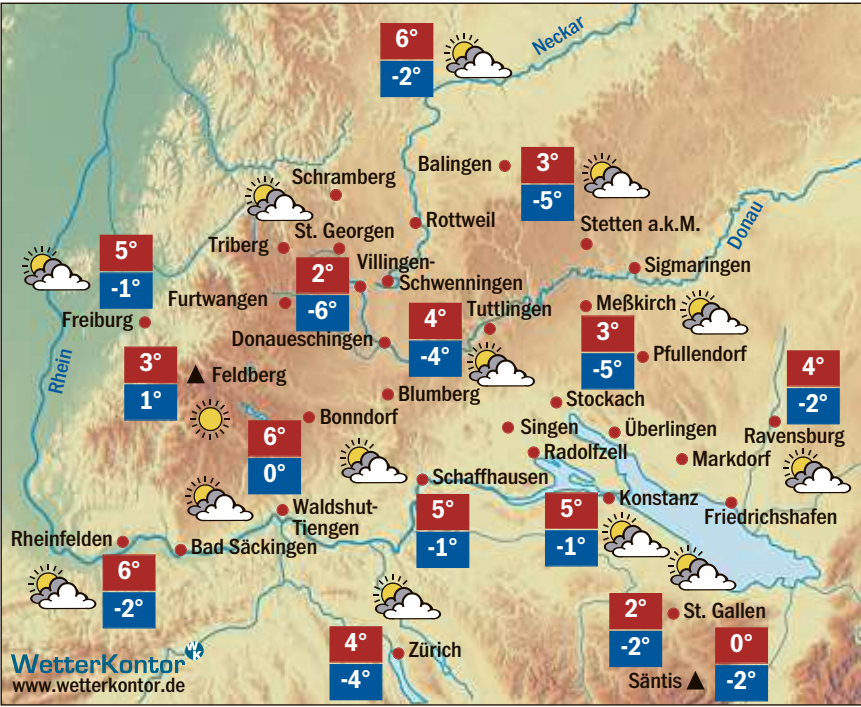 6°
-2°
Neckar
Balingen
3°
-5°
Schramberg
Rottweil
Stetten a.k.M.
Donau
St. Georgen
Triberg
5°
-1°
Villingen-
Schwenningen
2°
-6°
Sigmaringen
Furtwangen
Freiburg
Tuttlingen
Meßkirch
4°
-4°
3°
-5°
Donaueschingen
Pfullendorf
Rhein
3°
1°
Feldberg
4°
-2°
Blumberg
Stockach
Bonndorf
6°
0°
Singen
Überlingen
Ravensburg
Radolfzell
Markdorf
Schaffhausen
Konstanz
Waldshut-
Tiengen
5°
-1°
5°
-1°
Friedrichshafen
Rheinfelden
Bad Säckingen
6°
-2°
2°
-2°
St. Gallen
4°
-4°
Zürich
0°
-2°
Säntis
WetterKontor
WK
www.wetterkontor.de